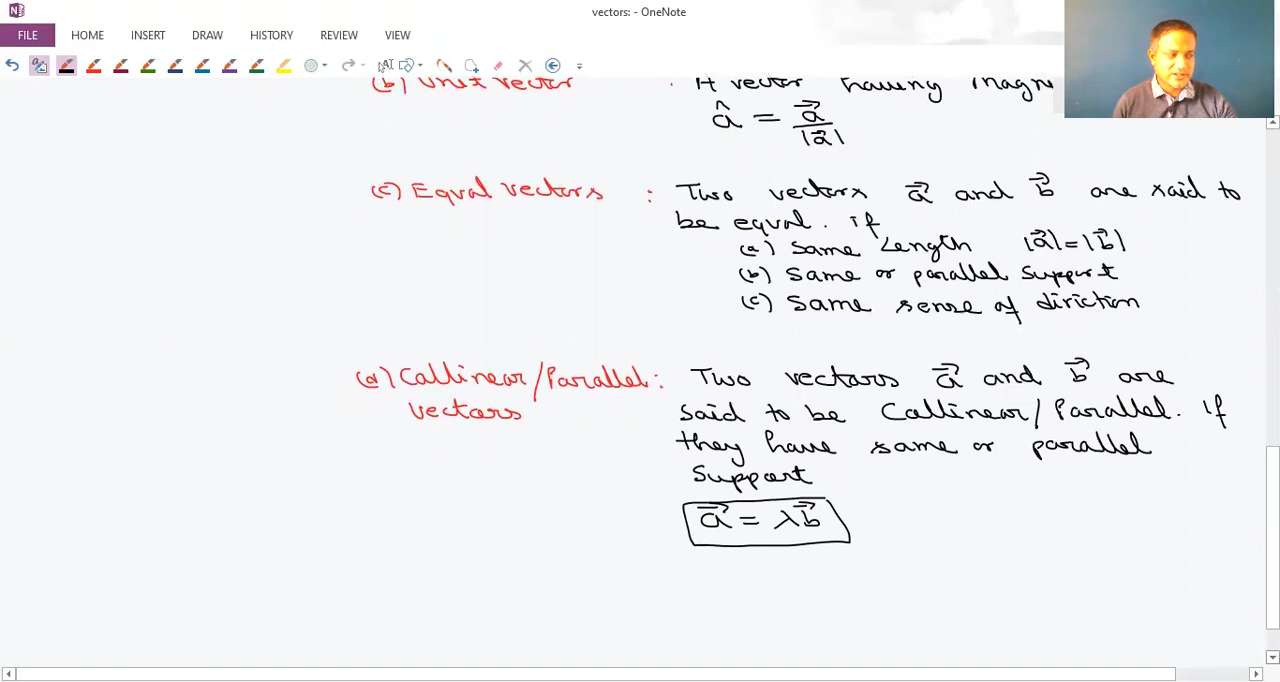 vectors: - OneNote
FILE HOME INSERT DRAW HISTORY REVIEW VIEW
(b) Unit Vector : A vector having
â = a⃗ / |a⃗|
(c) Equal vectors : Two vectors a⃗ and b⃗ are said to
be equal. if
(a) Same Length |a⃗| = |b⃗|
(b) Same or parallel support
(c) Same sense of diriction
(d) Collinear/Parallel : Two vectors a⃗ and b⃗ are
vectors said to be Collinear/Parallel. If
they have same or parallel
Support
a⃗ = λb⃗